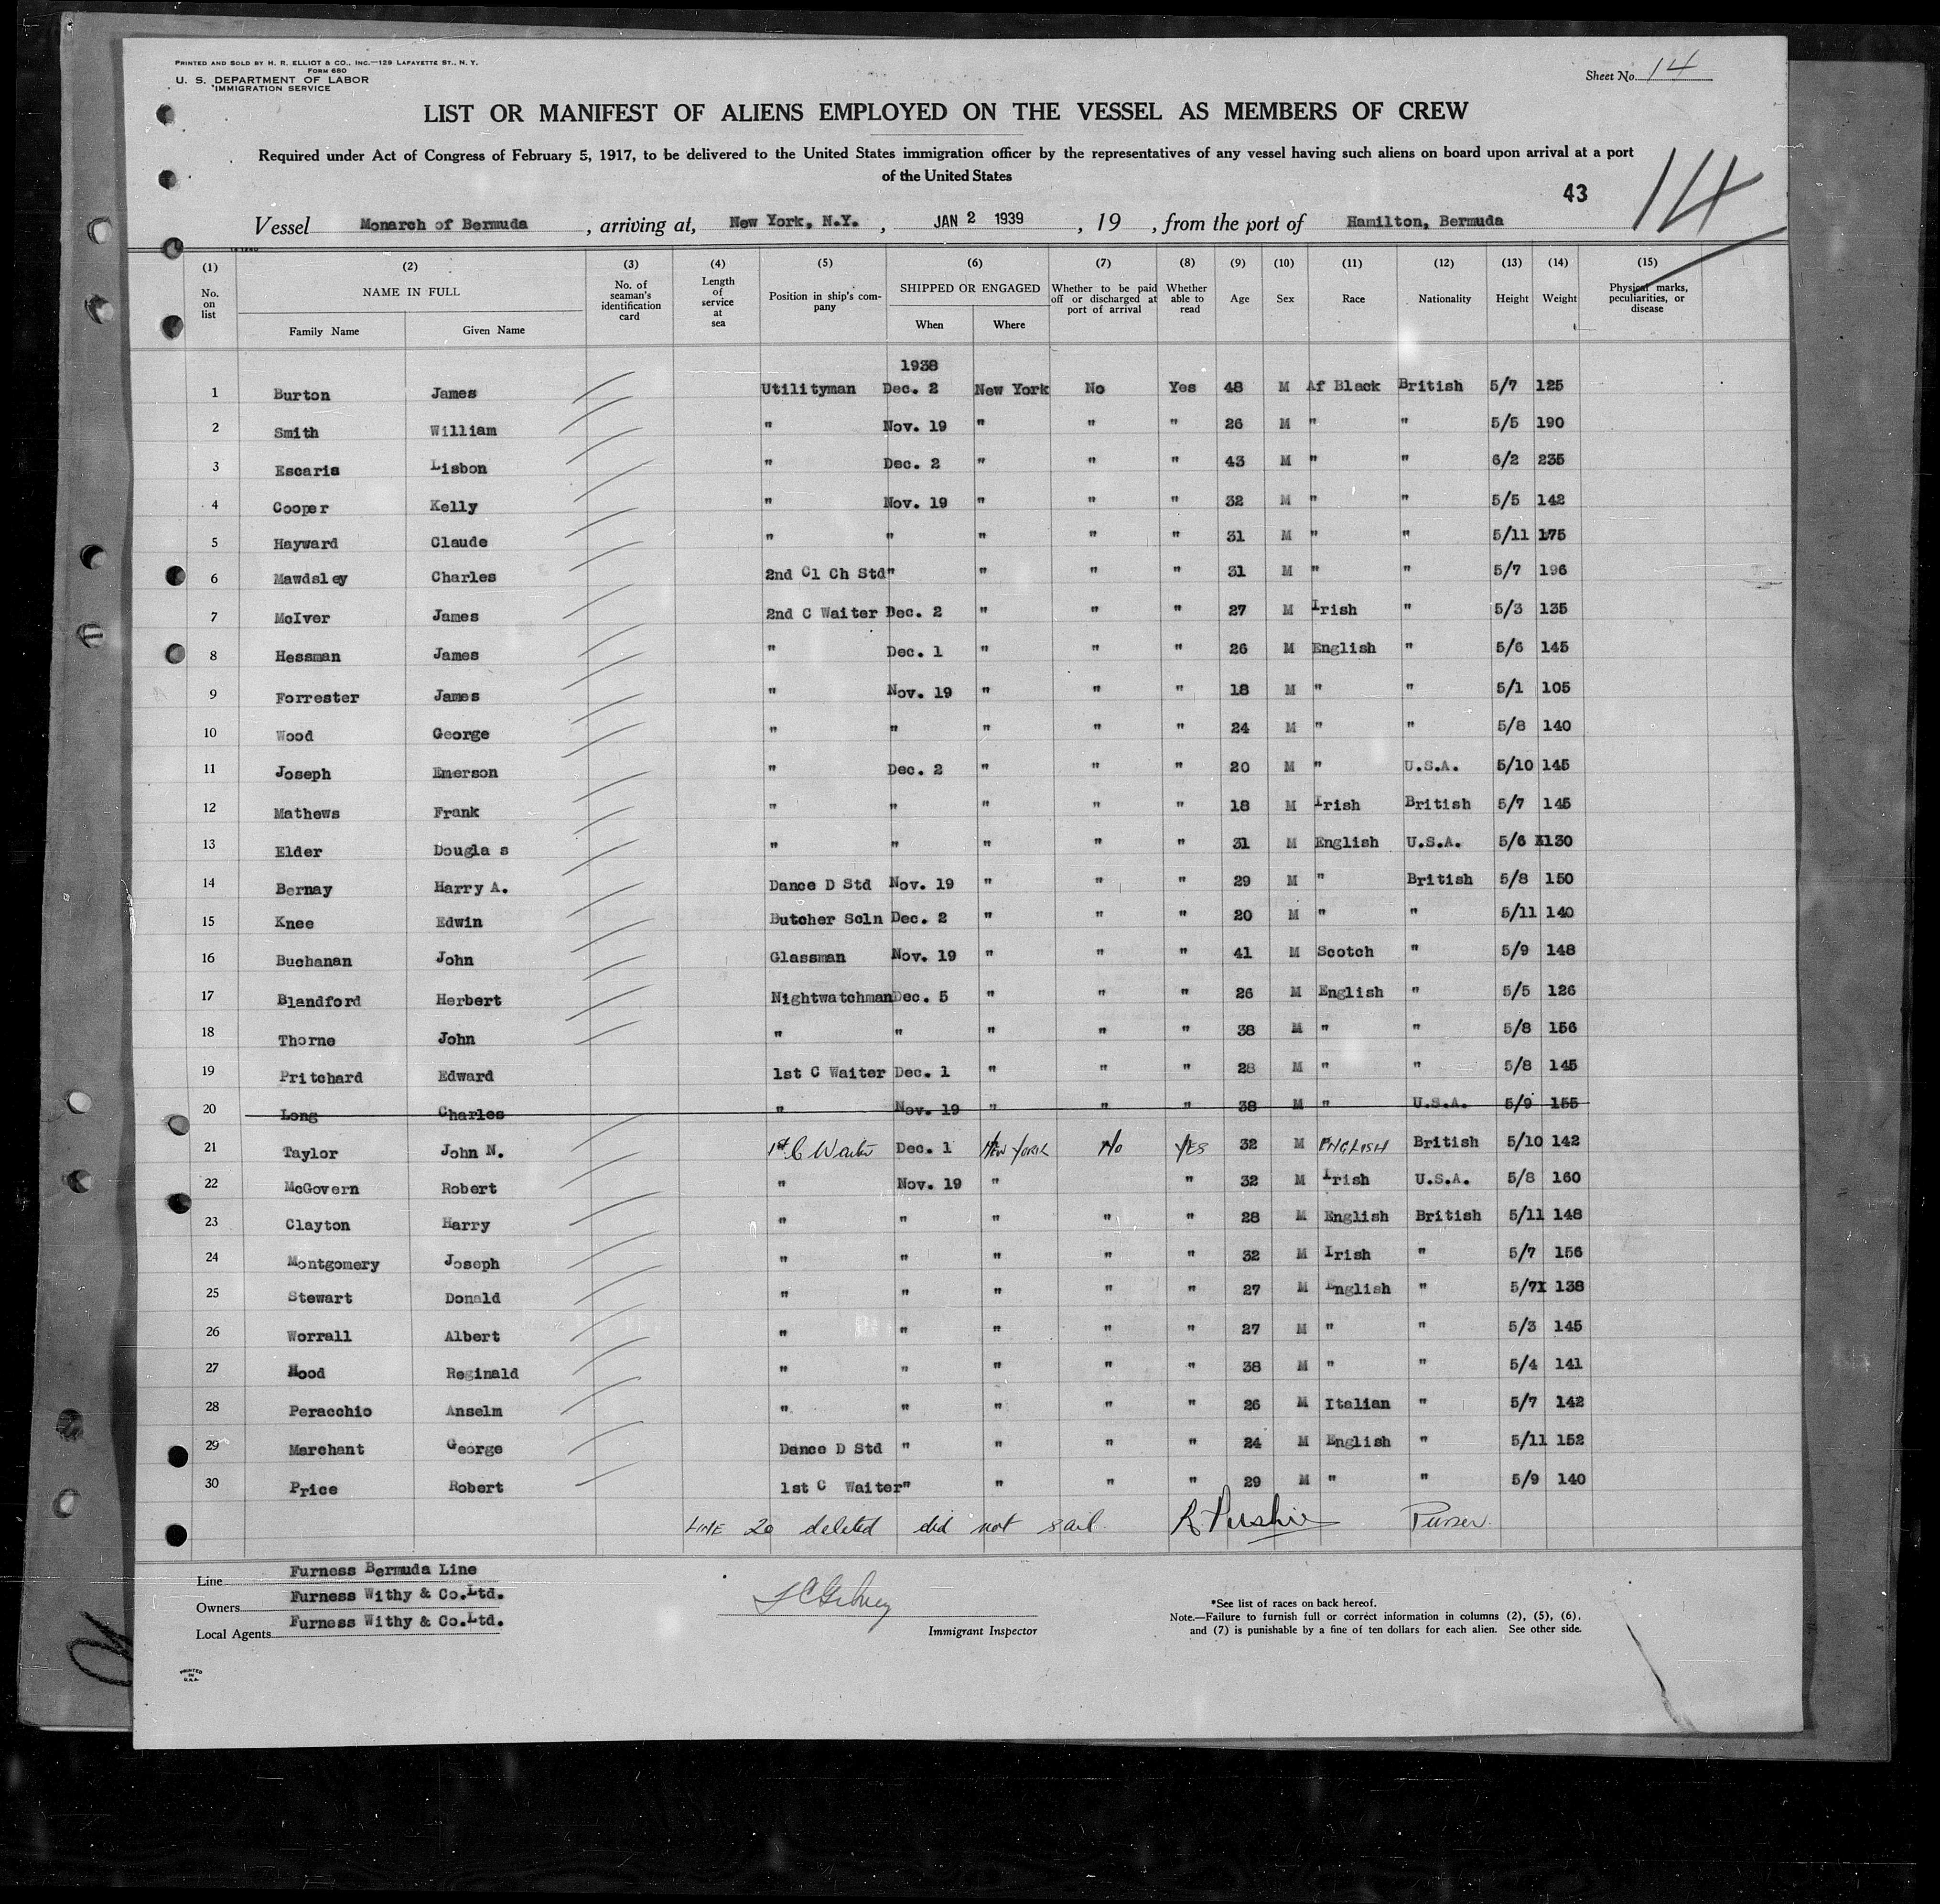 PRINTED AND SOLD BY H. R. ELLIOT & CO., INC.—129 LAFAYETTE ST., N. Y.
FORM 680
U. S. DEPARTMENT OF LABOR
IMMIGRATION SERVICE
Sheet No. 14
LIST OR MANIFEST OF ALIENS EMPLOYED ON THE VESSEL AS MEMBERS OF CREW
Required under Act of Congress of February 5, 1917, to be delivered to the United States immigration officer by the representatives of any vessel having such aliens on board upon arrival at a port
of the United States
43
14
Vessel Monarch of Bermuda, arriving at, New York, N.Y., JAN 2 1939, 19 , from the port of Hamilton, Bermuda
(1) (2) (3) (4) (5) (6) (7) (8) (9) (10) (11) (12) (13) (14) (15)
No. on list NAME IN FULL Family Name Given Name No. of seaman's identification card Length of service at sea Position in ship's company SHIPPED OR ENGAGED When Where Whether to be paid off or discharged at port of arrival Whether able to read Age Sex Race Nationality Height Weight Physical marks, peculiarities, or disease
1938
1 Burton James Utilityman Dec. 2 New York No Yes 48 M Af Black British 5/7 125
2 Smith William " Nov. 19 " " " 26 M " " 5/5 190
3 Escaris Lisbon " Dec. 2 " " " 43 M " " 6/2 235
4 Cooper Kelly " Nov. 19 " " " 32 M " " 5/5 142
5 Hayward Claude " " " " " 31 M " " 5/11 175
6 Mawdsley Charles 2nd Cl Ch Std " " " " 31 M " " 5/7 196
7 McIver James 2nd C Waiter Dec. 2 " " " 27 M Irish " 5/3 135
8 Hessman James " Dec. 1 " " " 26 M English " 5/6 145
9 Forrester James " Nov. 19 " " " 18 M " " 5/1 105
10 Wood George " " " " " 24 M " " 5/8 140
11 Joseph Emerson " Dec. 2 " " " 20 M " U.S.A. 5/10 145
12 Mathews Frank " " " " " 18 M Irish British 5/7 145
13 Elder Dougla s " " " " " 31 M English U.S.A. 5/6 130
14 Bernay Harry A. Dance D Std Nov. 19 " " " 29 M " British 5/8 150
15 Knee Edwin Butcher Scln Dec. 2 " " " 20 M " " 5/11 140
16 Buchanan John Glassman Nov. 19 " " " 41 M Scotch " 5/9 148
17 Blandford Herbert Nightwatchman Dec. 5 " " " 26 M English " 5/5 126
18 Thorne John " " " " " 38 M " " 5/8 156
19 Pritchard Edward 1st C Waiter Dec. 1 " " " 28 M " " 5/8 145
20 Long Charles " Nov. 19 " " " 38 M " U.S.A. 5/9 155
21 Taylor John N. 1st C Waiter Dec. 1 NEW YORK No YES 32 M ENGLISH British 5/10 142
22 McGovern Robert " Nov. 19 " " 32 M Irish U.S.A. 5/8 160
23 Clayton Harry " " " " " 28 M English British 5/11 148
24 Montgomery Joseph " " " " " 32 M Irish " 5/7 156
25 Stewart Donald " " " " " 27 M English " 5/7 138
26 Worrall Albert " " " " " 27 M " " 5/3 145
27 Hood Reginald " " " " " 38 M " " 5/4 141
28 Peracchio Anselm " " " " " 26 M Italian " 5/7 142
29 Marchant George Dance D Std " " " " 24 M English " 5/11 152
30 Price Robert 1st C Waiter " " " " 29 M " " 5/9 140
LINE 20 deleted did not sail. Purser.
Line Furness Bermuda Line
Owners Furness Withy & Co.Ltd.
Local Agents Furness Withy & Co.Ltd.
Immigrant Inspector
*See list of races on back hereof.
Note.—Failure to furnish full or correct information in columns (2), (5), (6),
and (7) is punishable by a fine of ten dollars for each alien. See other side.
PRINTED
IN
U.S.A.